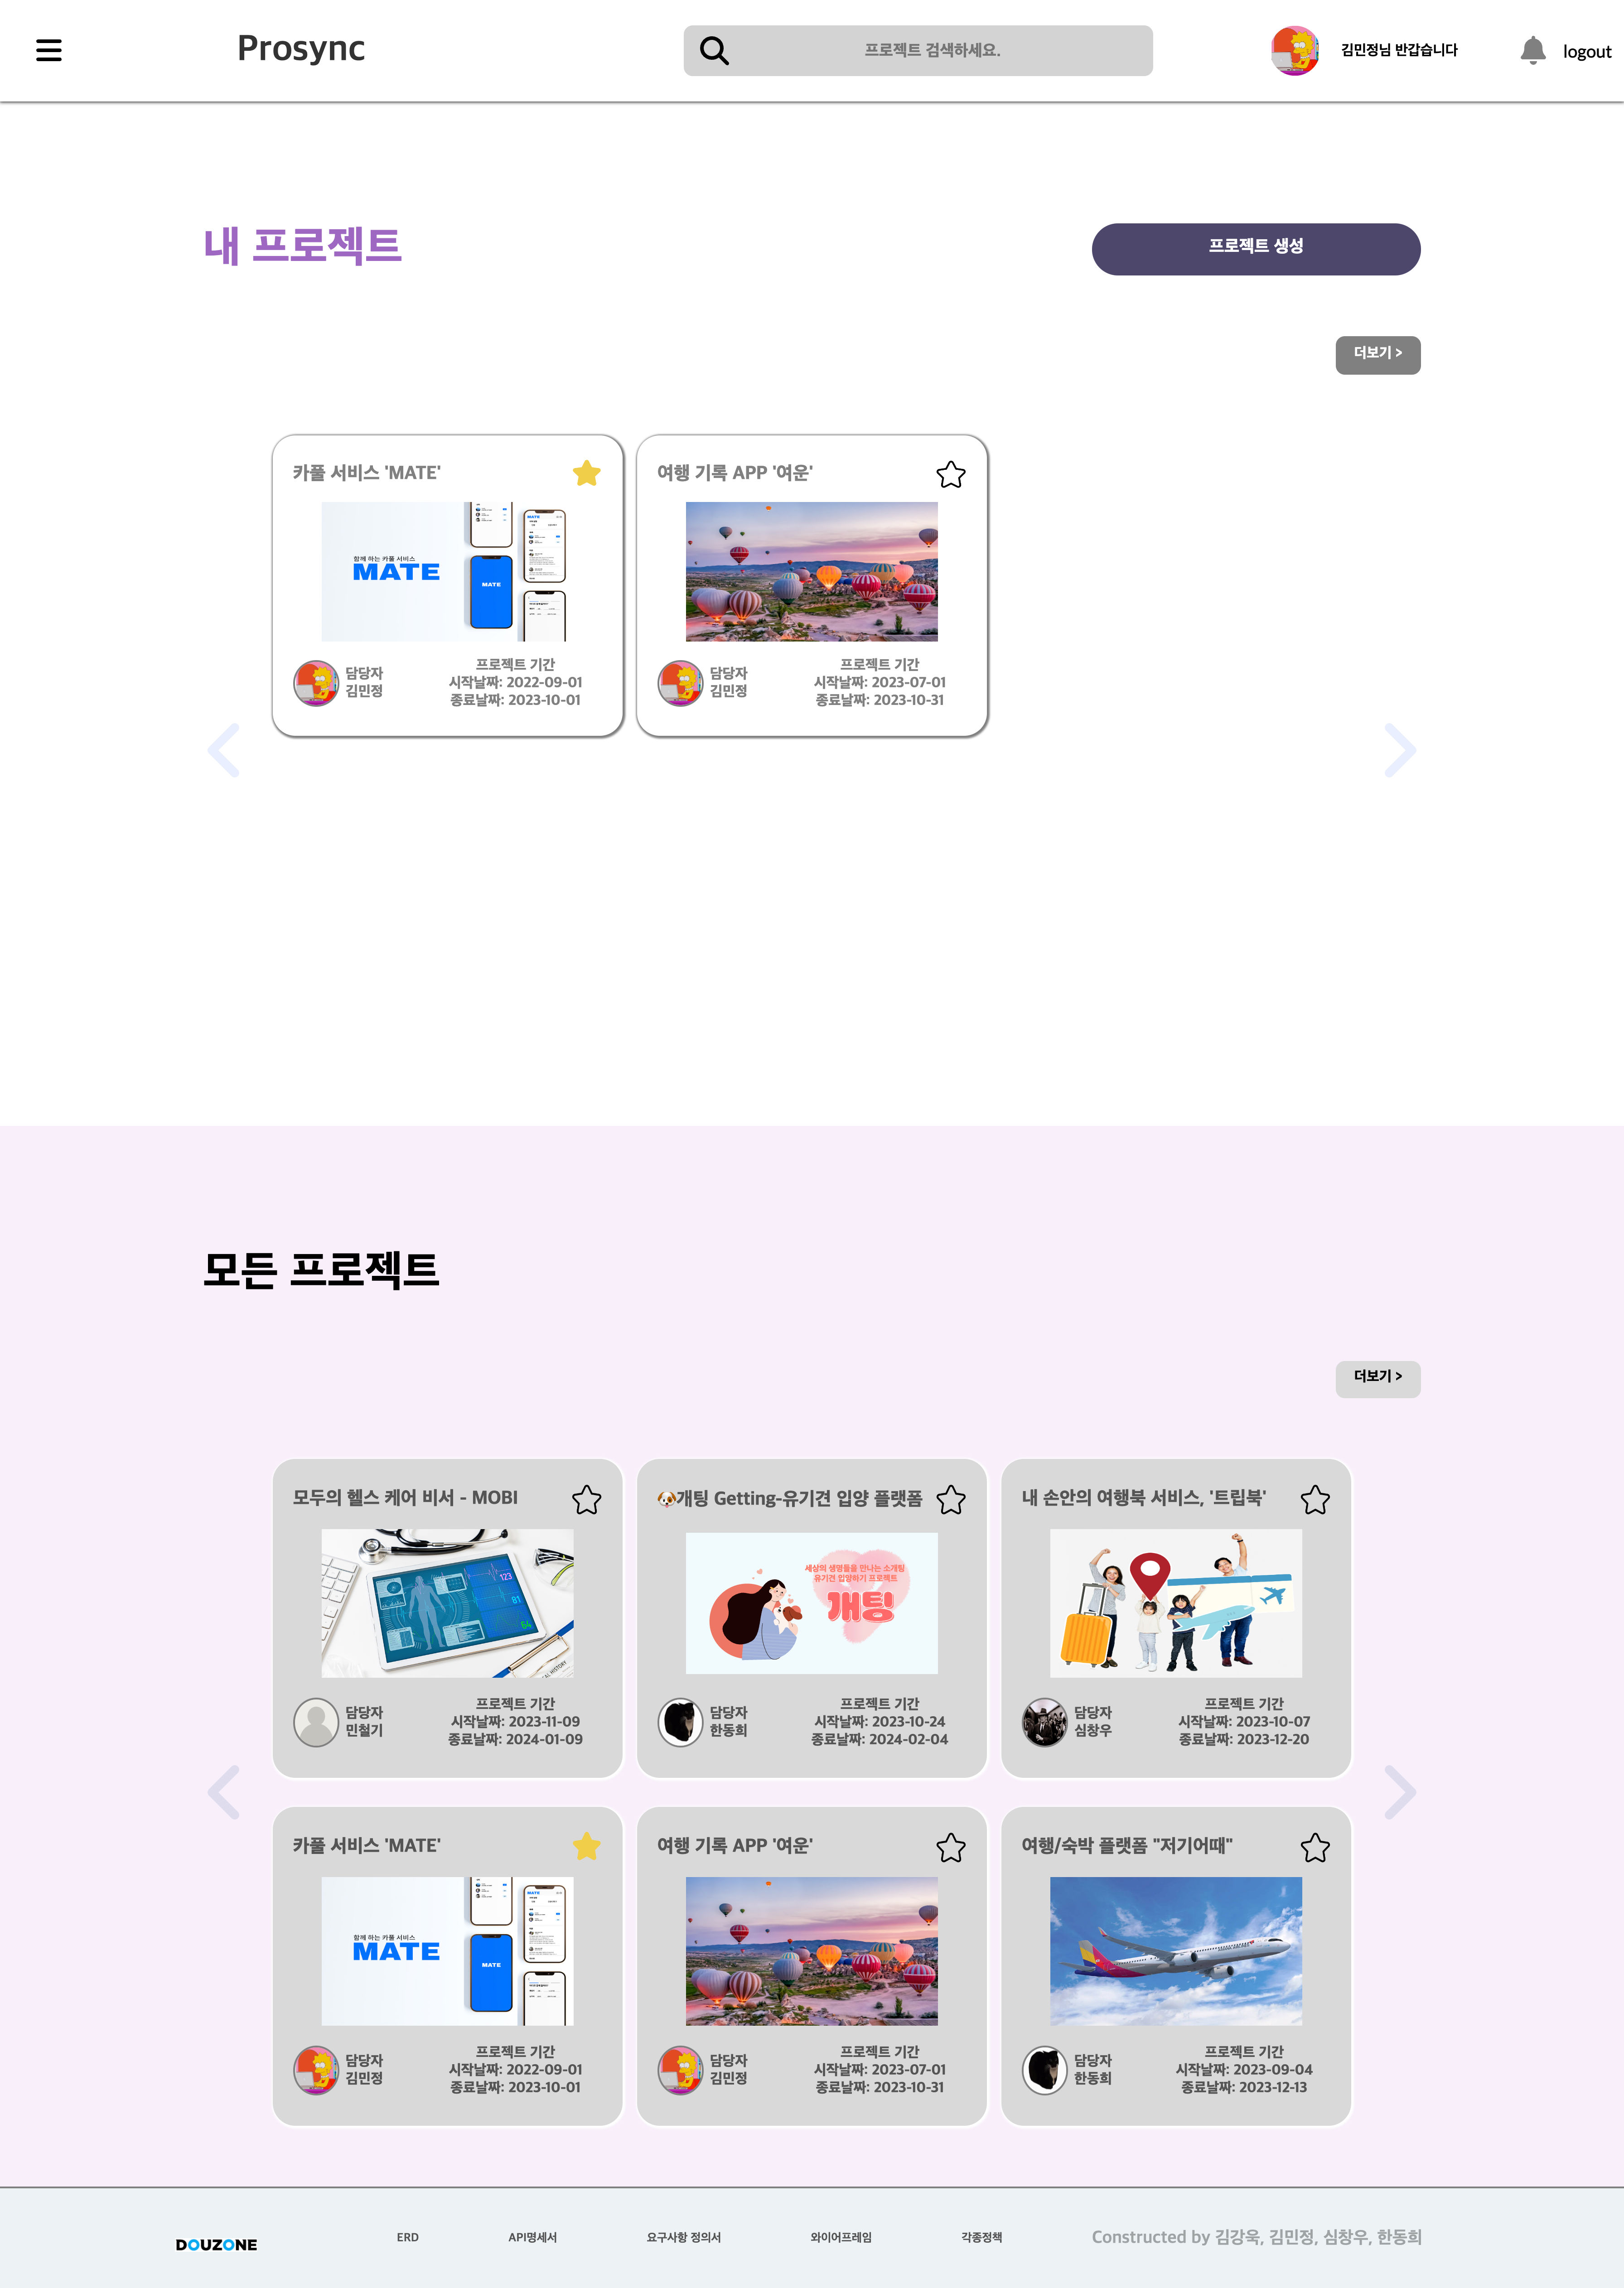 Prosync
프로젝트 검색하세요.
김민정님 반갑습니다
logout
내 프로젝트
프로젝트 생성
더보기 >
카풀 서비스 'MATE'
함께 하는 카풀 서비스
MATE
MATE
MATE
담당자
김민정
프로젝트 기간
시작날짜: 2022-09-01
종료날짜: 2023-10-01
여행 기록 APP '여운'
담당자
김민정
프로젝트 기간
시작날짜: 2023-07-01
종료날짜: 2023-10-31
모든 프로젝트
더보기 >
모두의 헬스 케어 비서 - MOBI
123
81
64
담당자
민철기
프로젝트 기간
시작날짜: 2023-11-09
종료날짜: 2024-01-09
🐶개팅 Getting-유기견 입양 플랫폼
세상의 생명들을 만나는 소개팅
유기견 입양하기 프로젝트
개팅
담당자
한동희
프로젝트 기간
시작날짜: 2023-10-24
종료날짜: 2024-02-04
내 손안의 여행북 서비스, '트립북'
담당자
심창우
프로젝트 기간
시작날짜: 2023-10-07
종료날짜: 2023-12-20
카풀 서비스 'MATE'
함께 하는 카풀 서비스
MATE
MATE
MATE
담당자
김민정
프로젝트 기간
시작날짜: 2022-09-01
종료날짜: 2023-10-01
여행 기록 APP '여운'
담당자
김민정
프로젝트 기간
시작날짜: 2023-07-01
종료날짜: 2023-10-31
여행/숙박 플랫폼 "저기어때"
담당자
한동희
프로젝트 기간
시작날짜: 2023-09-04
종료날짜: 2023-12-13
DOUZONE
ERD
API명세서
요구사항 정의서
와이어프레임
각종정책
Constructed by 김강욱, 김민정, 심창우, 한동희